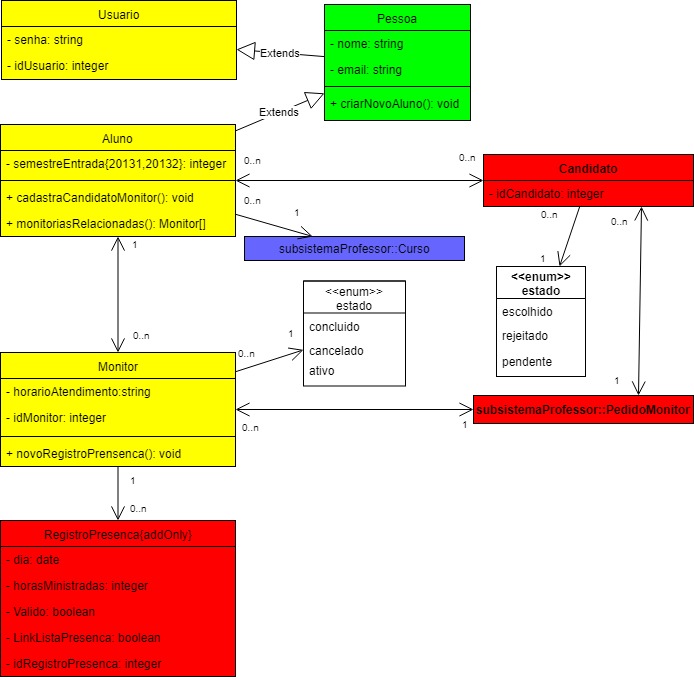 Usuario
- senha: string
- idUsuario: integer
Pessoa
- nome: string
- email: string
+ criarNovoAluno(): void
Extends
Extends
Aluno
- semestreEntrada{20131,20132}: integer
+ cadastraCandidatoMonitor(): void
+ monitoriasRelacionadas(): Monitor[]
0..n
0..n
Candidato
- idCandidato: integer
0..n
1
subsistemaProfessor::Curso
0..n
0..n
1
1
<<enum>>
estado
escolhido
rejeitado
pendente
<<enum>>
estado
concluido
cancelado
ativo
0..n
1
0..n
Monitor
- horarioAtendimento:string
- idMonitor: integer
+ novoRegistroPrensenca(): void
1
subsistemaProfessor::PedidoMonitor
0..n
1
1
0..n
RegistroPresenca{addOnly}
- dia: date
- horasMinistradas: integer
- Valido: boolean
- LinkListaPresenca: boolean
- idRegistroPresenca: integer